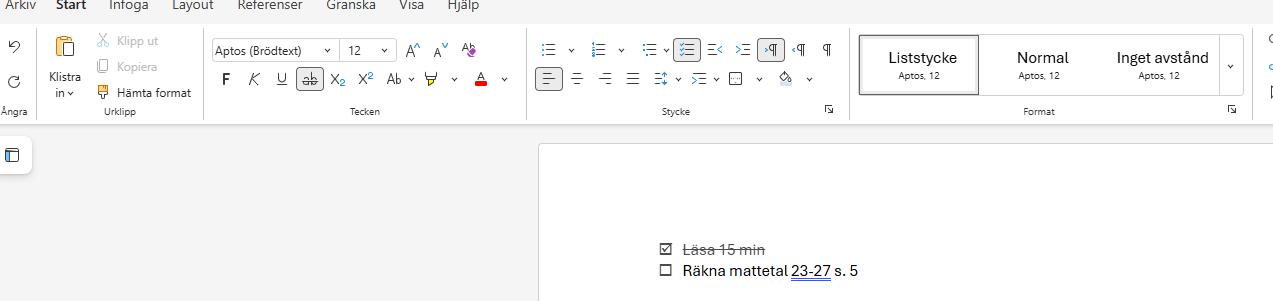 Arkiv Start Infoga Layout Referenser Granska Visa Hjälp
Klistra in
Klipp ut
Kopiera
Hämta format
Aptos (Brödtext) 12
F K U ab X₂ X² Ab A
Liststycke
Aptos, 12
Normal
Aptos, 12
Inget avstånd
Aptos, 12
Ångra Urklipp Tecken Stycke Format
Läsa 15 min
Räkna mattetal 23-27 s. 5